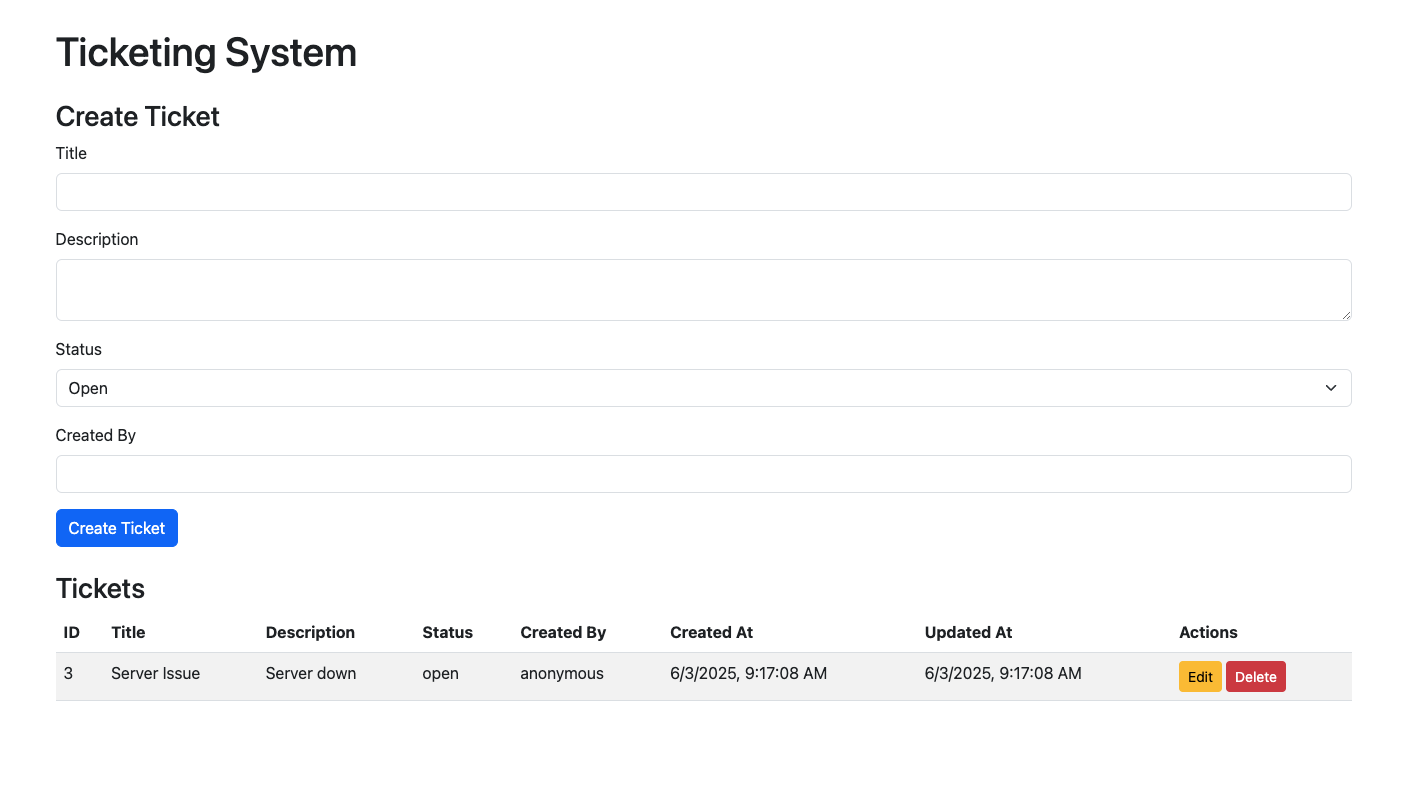 Ticketing System
Create Ticket
Title
Description
Status
Open
Created By
Create Ticket
Tickets
ID Title Description Status Created By Created At Updated At Actions
3 Server Issue Server down open anonymous 6/3/2025, 9:17:08 AM 6/3/2025, 9:17:08 AM Edit Delete